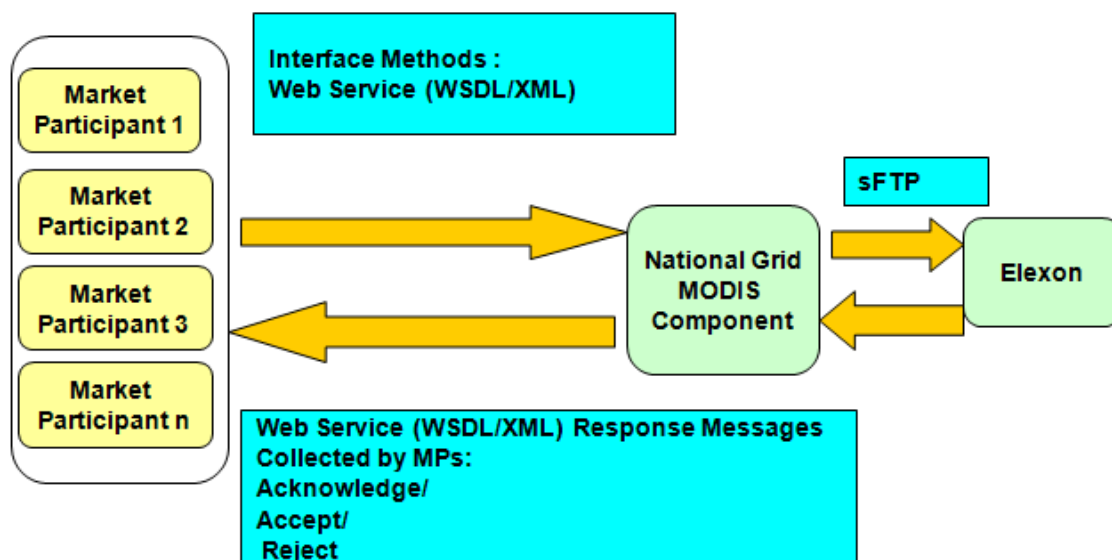 Interface Methods :
Web Service (WSDL/XML)
Market
Participant 1
Market
Participant 2
Market
Participant 3
Market
Participant n
sFTP
National Grid
MODIS
Component
Elexon
Web Service (WSDL/XML) Response Messages
Collected by MPs:
Acknowledge/
Accept/
Reject